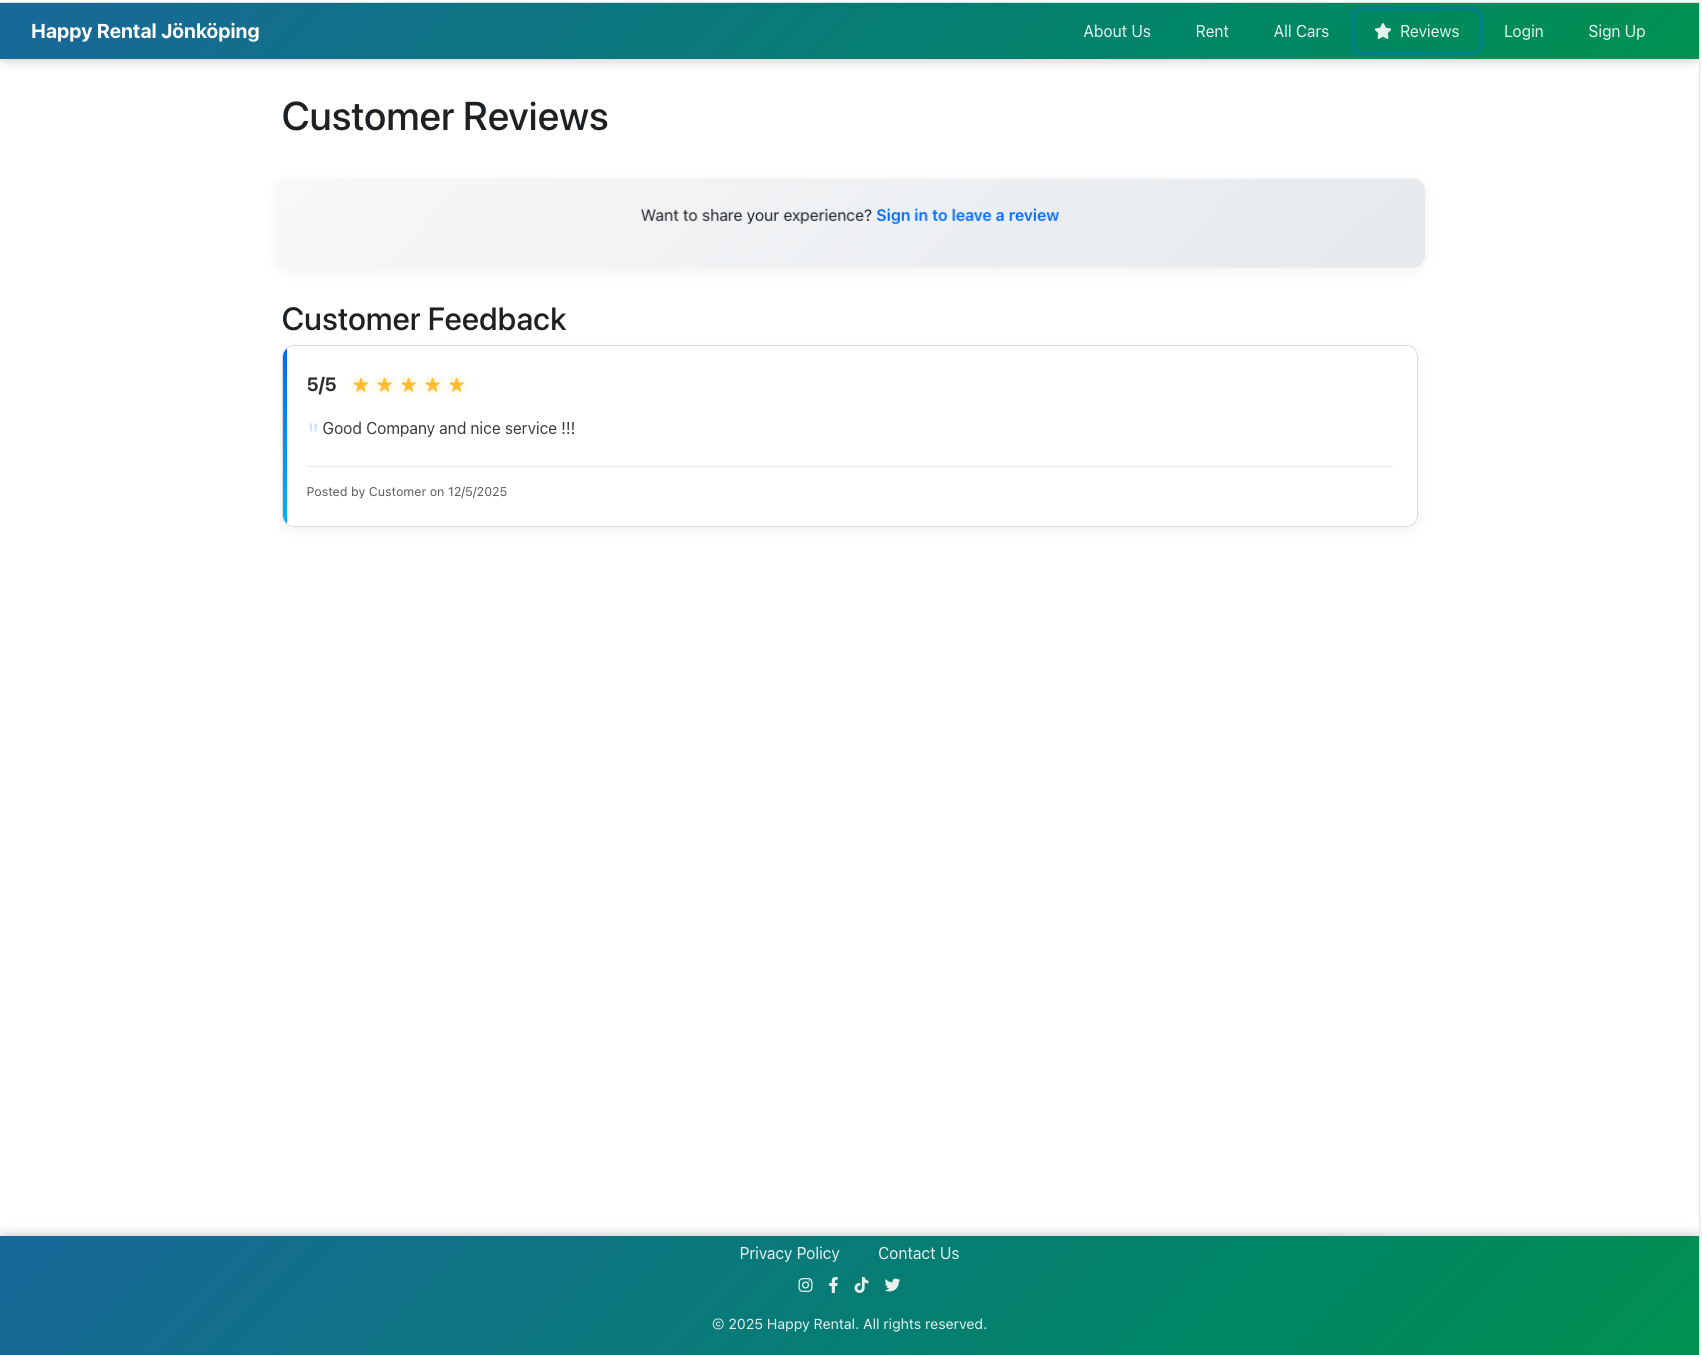 Happy Rental Jönköping
About Us Rent All Cars Reviews Login Sign Up
Customer Reviews
Want to share your experience? Sign in to leave a review
Customer Feedback
5/5
" Good Company and nice service !!!
Posted by Customer on 12/5/2025
Privacy Policy Contact Us
© 2025 Happy Rental. All rights reserved.